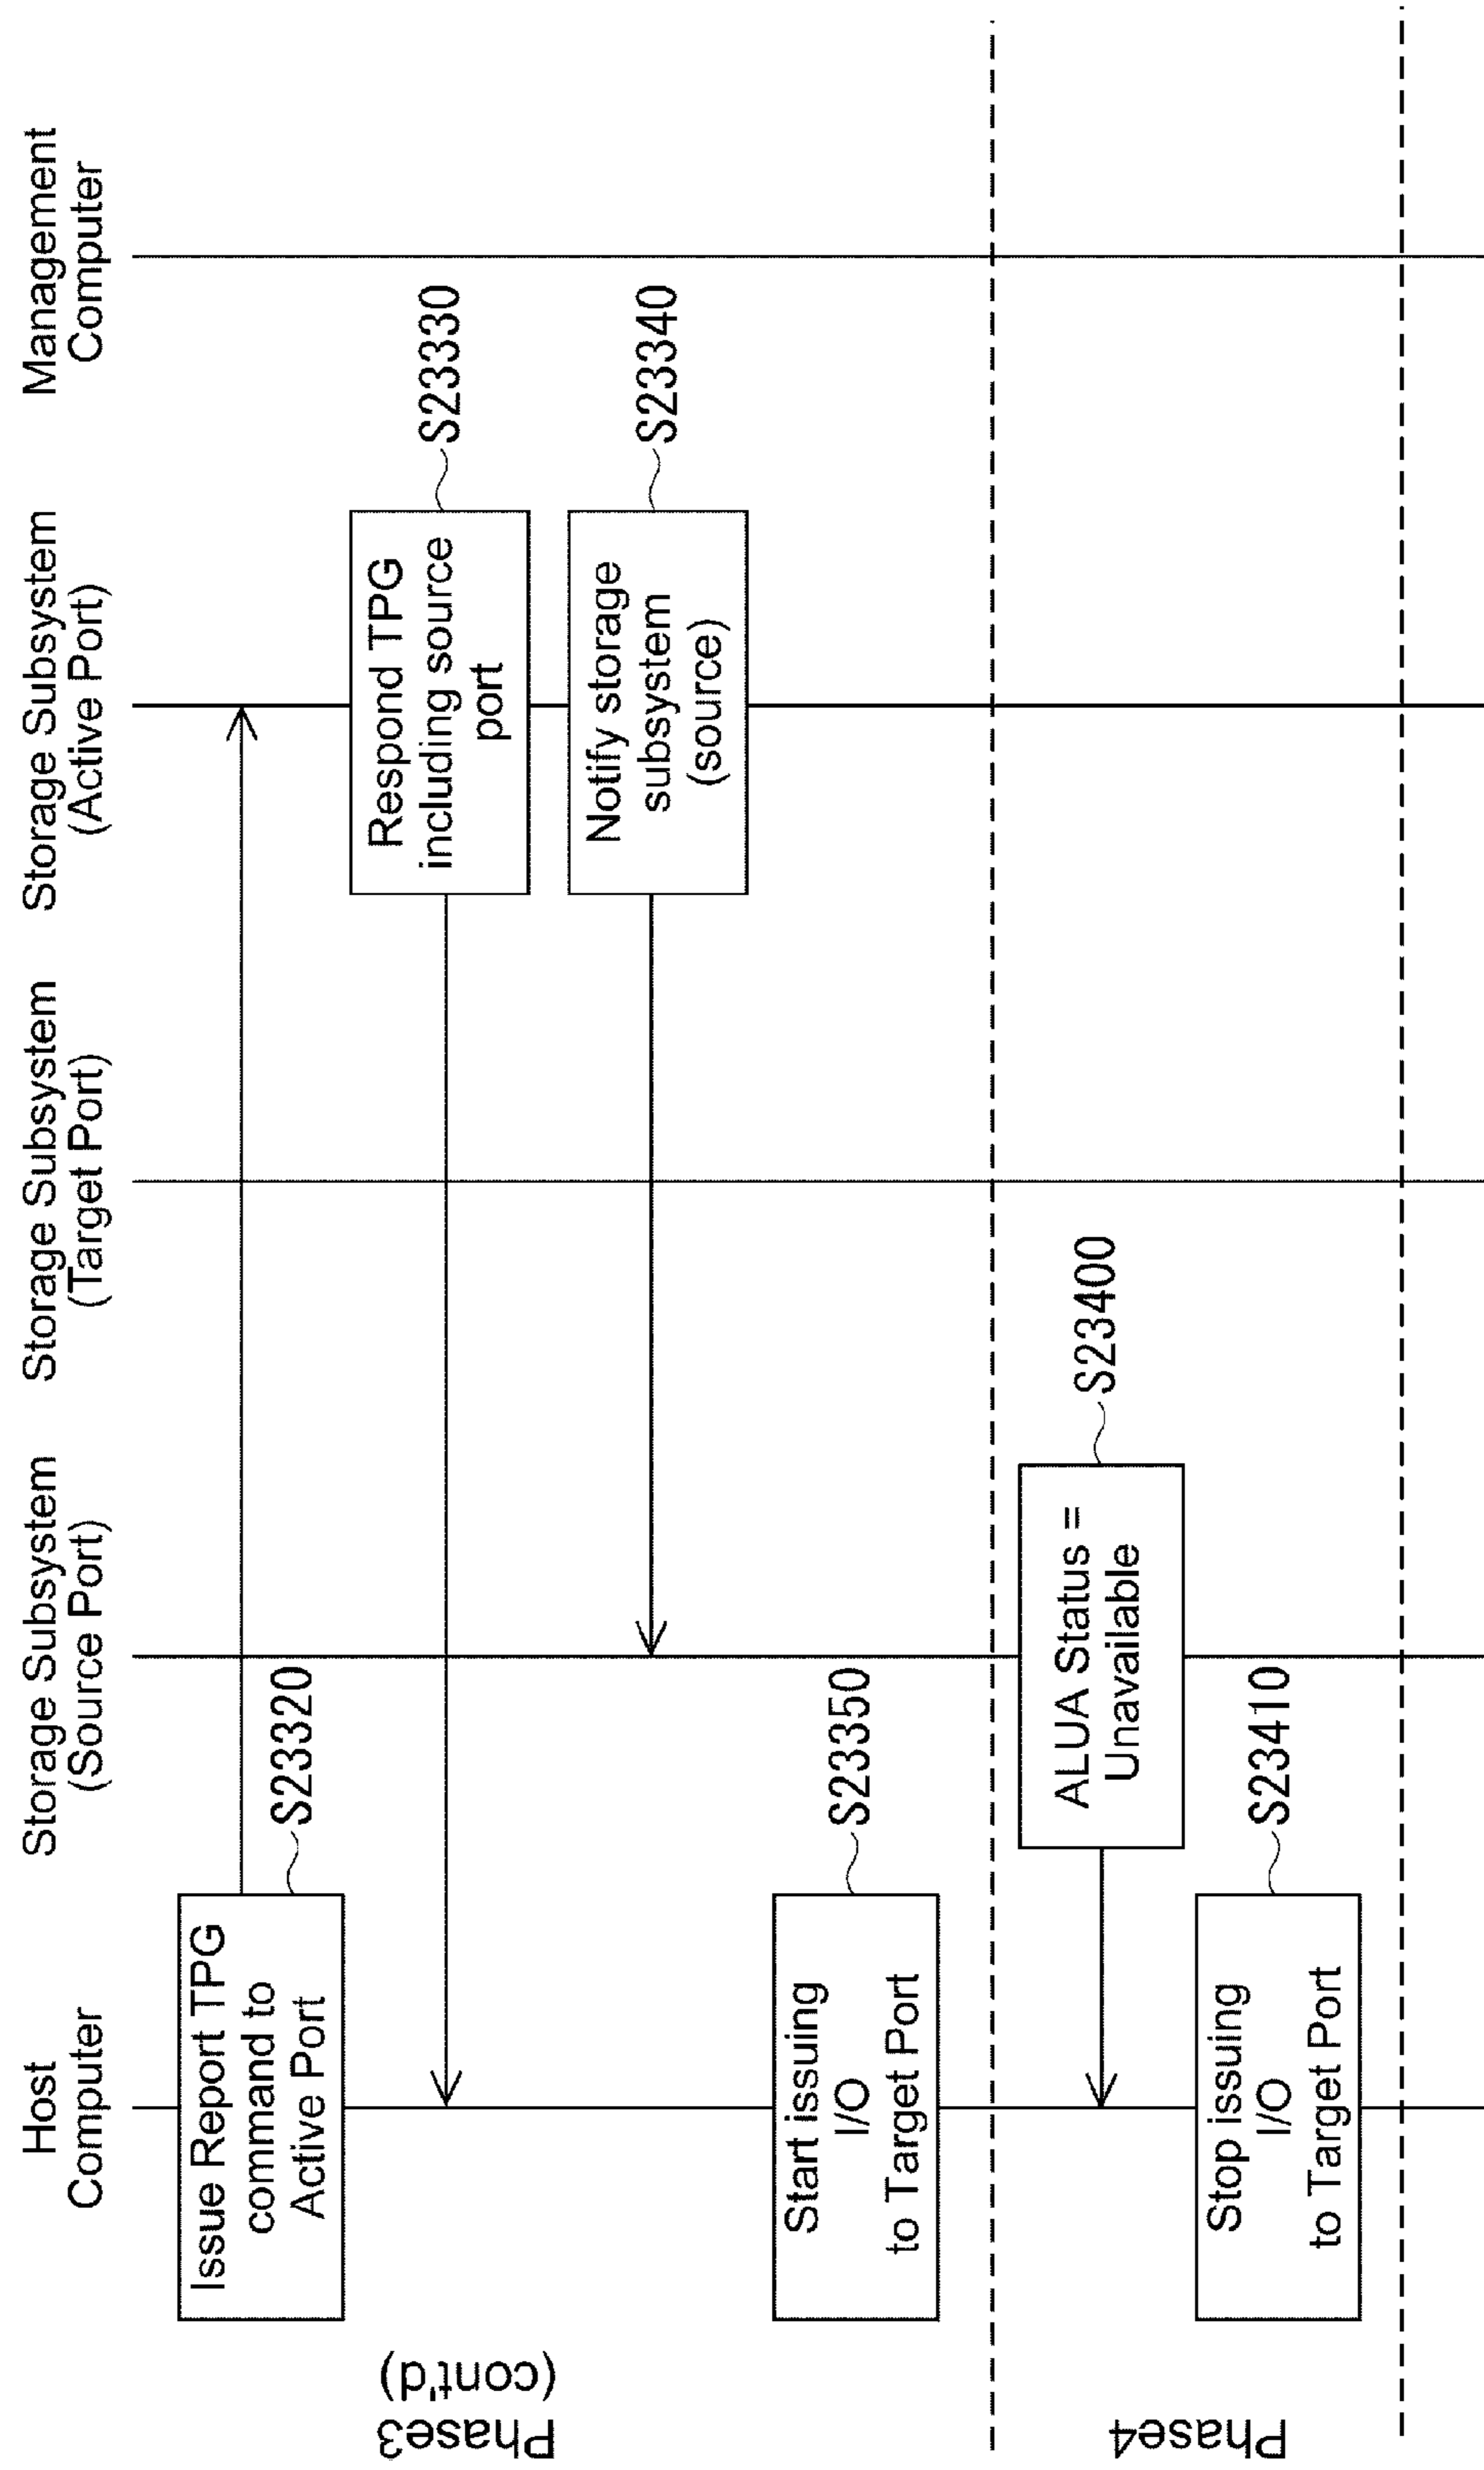 Host
Computer
Storage Subsystem
(Source Port)
Storage Subsystem
(Target Port)
Storage Subsystem
(Active Port)
Management
Computer
Phase3
(cont'd)
Issue Report TPG
command to
Active Port
S23320
Respond TPG
including source
port
S23330
Notify storage
subsystem
(source)
S23340
Start issuing
I/O
to Target Port
S23350
Phase4
ALUA Status =
Unavailable
S23400
Stop issuing
I/O
to Target Port
S23410